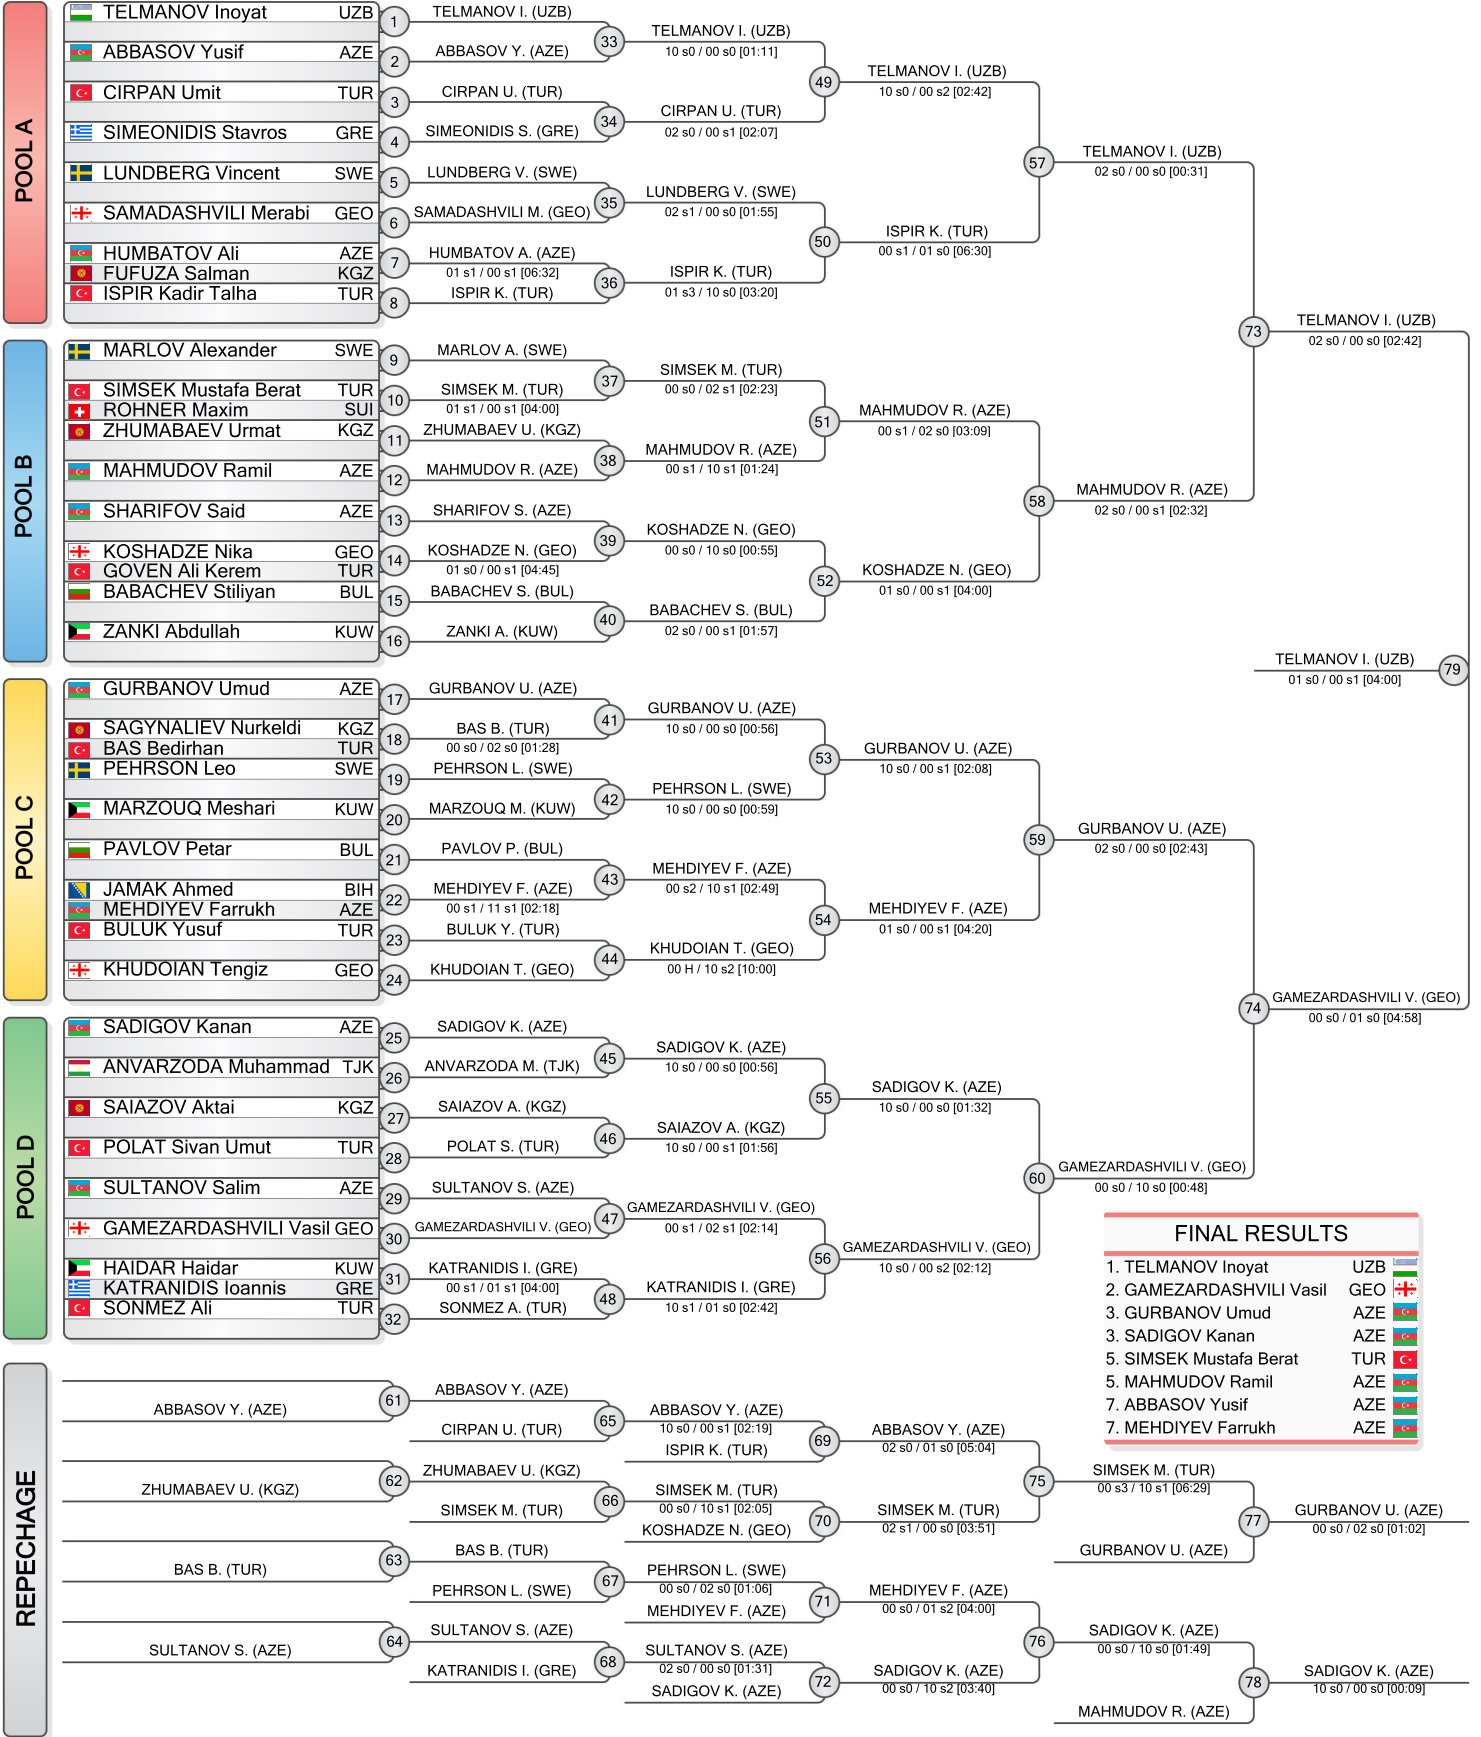 POOL A
TELMANOV Inoyat UZB
ABBASOV Yusif AZE
CIRPAN Umit TUR
SIMEONIDIS Stavros GRE
LUNDBERG Vincent SWE
SAMADASHVILI Merabi GEO
HUMBATOV Ali AZE
FUFUZA Salman KGZ
ISPIR Kadir Talha TUR
1
2
3
4
5
6
7
8
TELMANOV I. (UZB)
ABBASOV Y. (AZE)
CIRPAN U. (TUR)
SIMEONIDIS S. (GRE)
LUNDBERG V. (SWE)
SAMADASHVILI M. (GEO)
HUMBATOV A. (AZE)
01 s1 / 00 s1 [06:32]
ISPIR K. (TUR)
33
34
35
36
TELMANOV I. (UZB)
10 s0 / 00 s0 [01:11]
CIRPAN U. (TUR)
02 s0 / 00 s1 [02:07]
LUNDBERG V. (SWE)
02 s1 / 00 s0 [01:55]
ISPIR K. (TUR)
01 s3 / 10 s0 [03:20]
49
50
TELMANOV I. (UZB)
10 s0 / 00 s2 [02:42]
ISPIR K. (TUR)
00 s1 / 01 s0 [06:30]
57
TELMANOV I. (UZB)
02 s0 / 00 s0 [00:31]
POOL B
MARLOV Alexander SWE
SIMSEK Mustafa Berat TUR
ROHNER Maxim SUI
ZHUMABAEV Urmat KGZ
MAHMUDOV Ramil AZE
SHARIFOV Said AZE
KOSHADZE Nika GEO
GOVEN Ali Kerem TUR
BABACHEV Stiliyan BUL
ZANKI Abdullah KUW
9
10
11
12
13
14
15
16
MARLOV A. (SWE)
SIMSEK M. (TUR)
01 s1 / 00 s1 [04:00]
ZHUMABAEV U. (KGZ)
MAHMUDOV R. (AZE)
SHARIFOV S. (AZE)
KOSHADZE N. (GEO)
01 s0 / 00 s1 [04:45]
BABACHEV S. (BUL)
ZANKI A. (KUW)
37
38
39
40
SIMSEK M. (TUR)
00 s0 / 02 s1 [02:23]
MAHMUDOV R. (AZE)
00 s1 / 10 s1 [01:24]
KOSHADZE N. (GEO)
00 s0 / 10 s0 [00:55]
BABACHEV S. (BUL)
02 s0 / 00 s1 [01:57]
51
52
MAHMUDOV R. (AZE)
00 s1 / 02 s0 [03:09]
KOSHADZE N. (GEO)
01 s0 / 00 s1 [04:00]
58
MAHMUDOV R. (AZE)
02 s0 / 00 s1 [02:32]
73
TELMANOV I. (UZB)
02 s0 / 00 s0 [02:42]
TELMANOV I. (UZB)
01 s0 / 00 s1 [04:00]
79
POOL C
GURBANOV Umud AZE
SAGYNALIEV Nurkeldi KGZ
BAS Bedirhan TUR
PEHRSON Leo SWE
MARZOUQ Meshari KUW
PAVLOV Petar BUL
JAMAK Ahmed BIH
MEHDIYEV Farrukh AZE
BULUK Yusuf TUR
KHUDOIAN Tengiz GEO
17
18
19
20
21
22
23
24
GURBANOV U. (AZE)
BAS B. (TUR)
00 s0 / 02 s0 [01:28]
PEHRSON L. (SWE)
MARZOUQ M. (KUW)
PAVLOV P. (BUL)
MEHDIYEV F. (AZE)
00 s1 / 11 s1 [02:18]
BULUK Y. (TUR)
KHUDOIAN T. (GEO)
41
42
43
44
GURBANOV U. (AZE)
10 s0 / 00 s0 [00:56]
PEHRSON L. (SWE)
10 s0 / 00 s0 [00:59]
MEHDIYEV F. (AZE)
00 s2 / 10 s1 [02:49]
KHUDOIAN T. (GEO)
00 H / 10 s2 [10:00]
53
54
GURBANOV U. (AZE)
10 s0 / 00 s1 [02:08]
MEHDIYEV F. (AZE)
01 s0 / 00 s1 [04:20]
59
GURBANOV U. (AZE)
02 s0 / 00 s0 [02:43]
POOL D
SADIGOV Kanan AZE
ANVARZODA Muhammad TJK
SAIAZOV Aktai KGZ
POLAT Sivan Umut TUR
SULTANOV Salim AZE
GAMEZARDASHVILI Vasil GEO
HAIDAR Haidar KUW
KATRANIDIS Ioannis GRE
SONMEZ Ali TUR
25
26
27
28
29
30
31
32
SADIGOV K. (AZE)
ANVARZODA M. (TJK)
SAIAZOV A. (KGZ)
POLAT S. (TUR)
SULTANOV S. (AZE)
GAMEZARDASHVILI V. (GEO)
KATRANIDIS I. (GRE)
00 s1 / 01 s1 [04:00]
SONMEZ A. (TUR)
45
46
47
48
SADIGOV K. (AZE)
10 s0 / 00 s0 [00:56]
SAIAZOV A. (KGZ)
10 s0 / 00 s1 [01:56]
GAMEZARDASHVILI V. (GEO)
00 s1 / 02 s1 [02:14]
KATRANIDIS I. (GRE)
10 s1 / 01 s0 [02:42]
55
56
SADIGOV K. (AZE)
10 s0 / 00 s0 [01:32]
GAMEZARDASHVILI V. (GEO)
10 s0 / 00 s2 [02:12]
60
GAMEZARDASHVILI V. (GEO)
00 s0 / 10 s0 [00:48]
74
GAMEZARDASHVILI V. (GEO)
00 s0 / 01 s0 [04:58]
FINAL RESULTS
1. TELMANOV Inoyat UZB
2. GAMEZARDASHVILI Vasil GEO
3. GURBANOV Umud AZE
3. SADIGOV Kanan AZE
5. SIMSEK Mustafa Berat TUR
5. MAHMUDOV Ramil AZE
7. ABBASOV Yusif AZE
7. MEHDIYEV Farrukh AZE
REPECHAGE
ABBASOV Y. (AZE)
ZHUMABAEV U. (KGZ)
BAS B. (TUR)
SULTANOV S. (AZE)
61
62
63
64
ABBASOV Y. (AZE)
CIRPAN U. (TUR)
ZHUMABAEV U. (KGZ)
SIMSEK M. (TUR)
BAS B. (TUR)
PEHRSON L. (SWE)
SULTANOV S. (AZE)
KATRANIDIS I. (GRE)
65
66
67
68
ABBASOV Y. (AZE)
10 s0 / 00 s1 [02:19]
ISPIR K. (TUR)
SIMSEK M. (TUR)
00 s0 / 10 s1 [02:05]
KOSHADZE N. (GEO)
PEHRSON L. (SWE)
00 s0 / 02 s0 [01:06]
MEHDIYEV F. (AZE)
SULTANOV S. (AZE)
02 s0 / 00 s0 [01:31]
SADIGOV K. (AZE)
69
70
71
72
ABBASOV Y. (AZE)
02 s0 / 01 s0 [05:04]
SIMSEK M. (TUR)
02 s1 / 00 s0 [03:51]
MEHDIYEV F. (AZE)
00 s0 / 01 s2 [04:00]
SADIGOV K. (AZE)
00 s0 / 10 s2 [03:40]
75
76
SIMSEK M. (TUR)
00 s3 / 10 s1 [06:29]
GURBANOV U. (AZE)
SADIGOV K. (AZE)
00 s0 / 10 s0 [01:49]
MAHMUDOV R. (AZE)
77
78
GURBANOV U. (AZE)
00 s0 / 02 s0 [01:02]
SADIGOV K. (AZE)
10 s0 / 00 s0 [00:09]